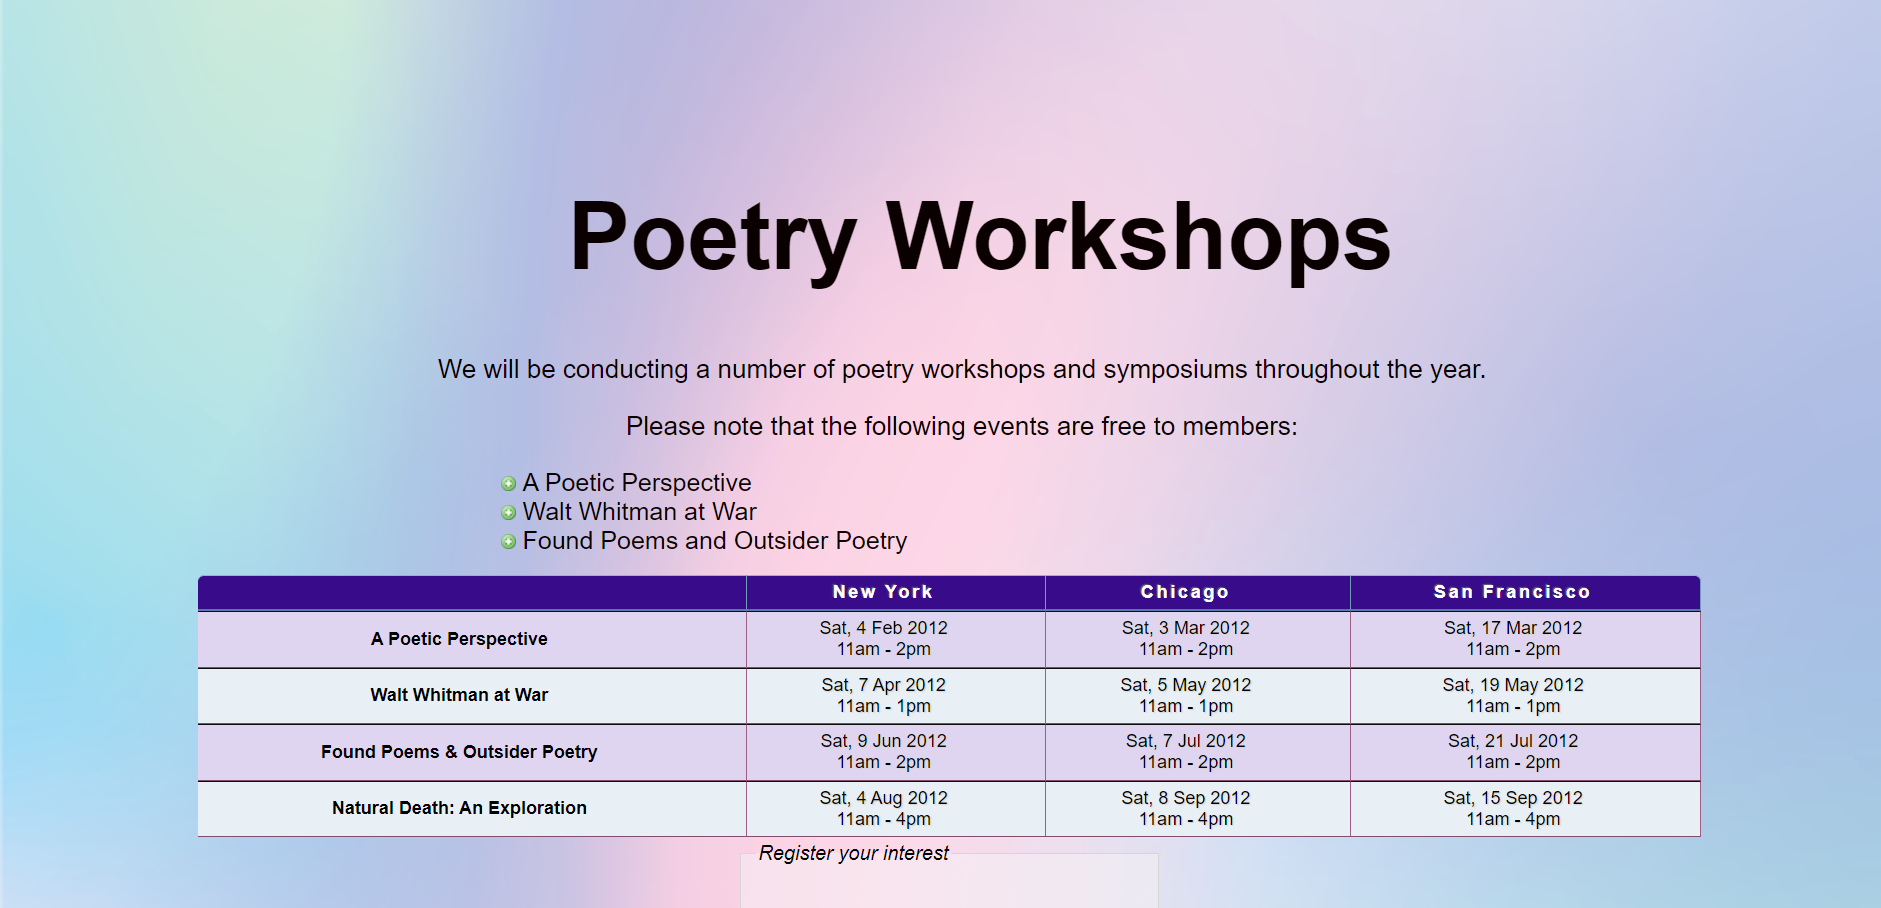 Poetry Workshops
We will be conducting a number of poetry workshops and symposiums throughout the year.
Please note that the following events are free to members:
A Poetic Perspective
Walt Whitman at War
Found Poems and Outsider Poetry
New York Chicago San Francisco
A Poetic Perspective
Sat, 4 Feb 2012
11am - 2pm
Sat, 3 Mar 2012
11am - 2pm
Sat, 17 Mar 2012
11am - 2pm
Walt Whitman at War
Sat, 7 Apr 2012
11am - 1pm
Sat, 5 May 2012
11am - 1pm
Sat, 19 May 2012
11am - 1pm
Found Poems & Outsider Poetry
Sat, 9 Jun 2012
11am - 2pm
Sat, 7 Jul 2012
11am - 2pm
Sat, 21 Jul 2012
11am - 2pm
Natural Death: An Exploration
Sat, 4 Aug 2012
11am - 4pm
Sat, 8 Sep 2012
11am - 4pm
Sat, 15 Sep 2012
11am - 4pm
Register your interest